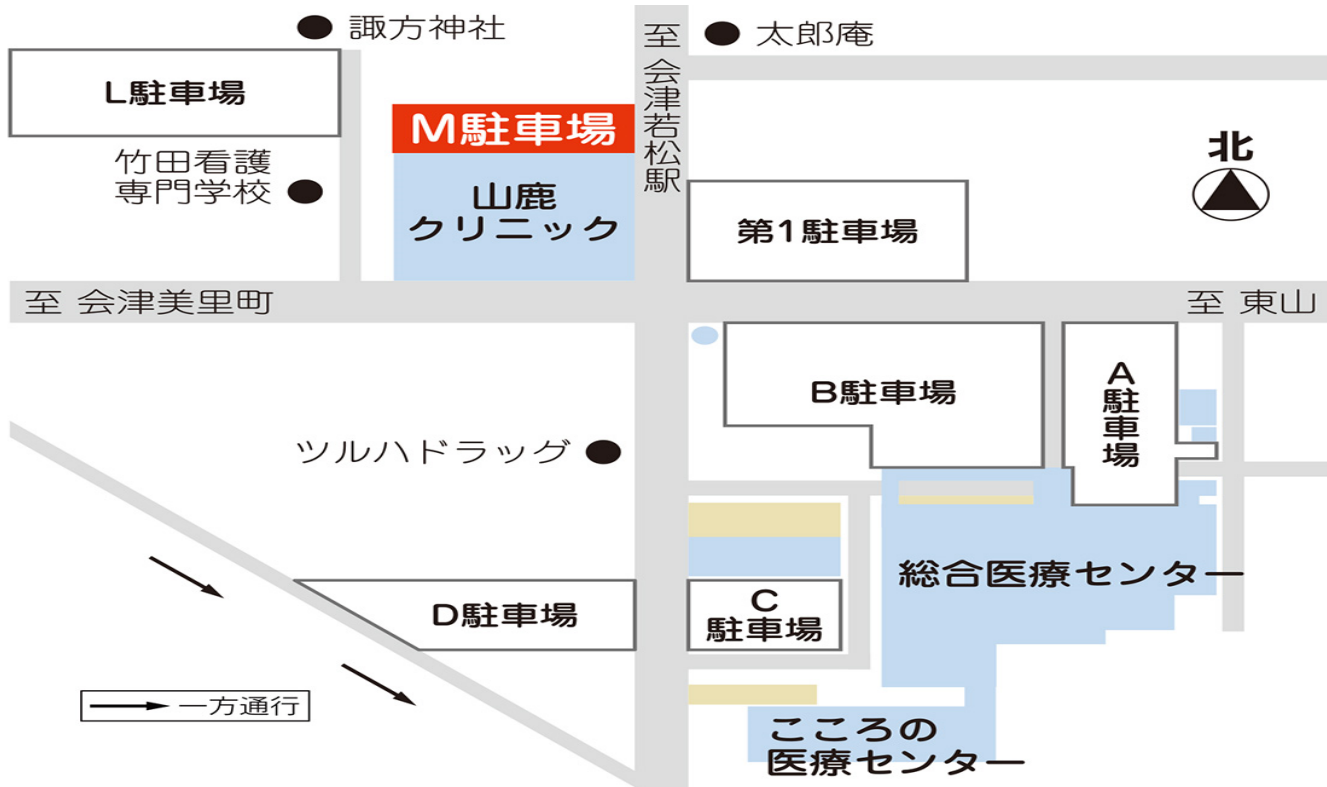 諏方神社
至 会津若松駅
太郎庵
L駐車場
M駐車場
竹田看護
専門学校
山鹿
クリニック
北
第1駐車場
至 会津美里町
至 東山
B駐車場
A駐車場
ツルハドラッグ
総合医療センター
D駐車場
C
駐車場
一方通行
こころの
医療センター